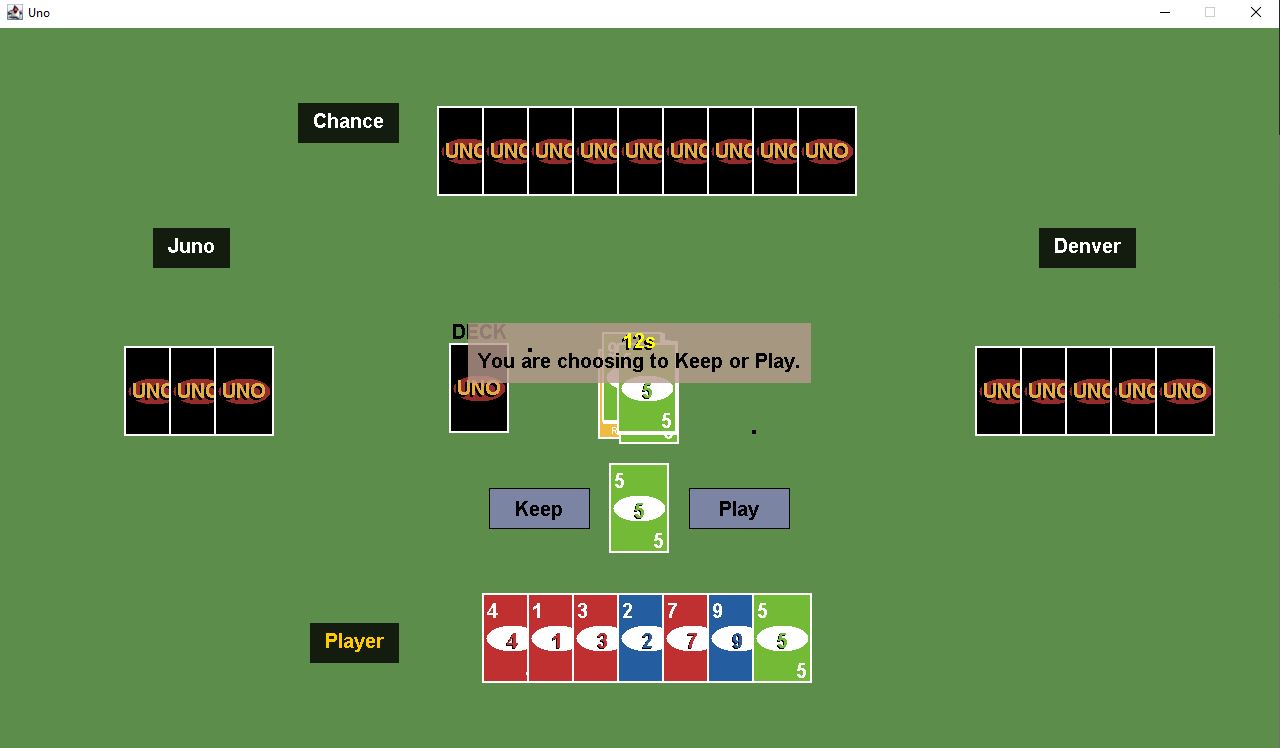 Uno
Chance
UNO UNO UNO UNO UNO UNO UNO UNO UNO
Juno
Denver
DECK
12s
You are choosing to Keep or Play.
UNO UNO UNO
UNO
5
5
UNO UNO UNO UNO UNO
5
Keep
5
Play
5
Player
4 1 3 2 7 9 5
4 1 3 2 7 9 5
5